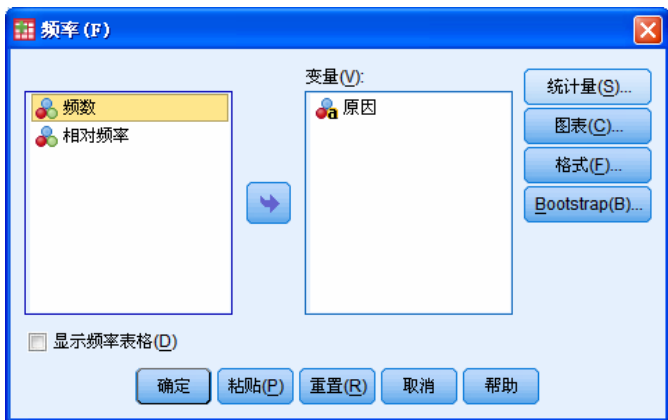 频率(F)
变量(V):
频数
相对频率
a 原因
统计量(S)...
图表(C)...
格式(F)...
Bootstrap(B)...
显示频率表格(D)
确定 粘贴(P) 重置(R) 取消 帮助